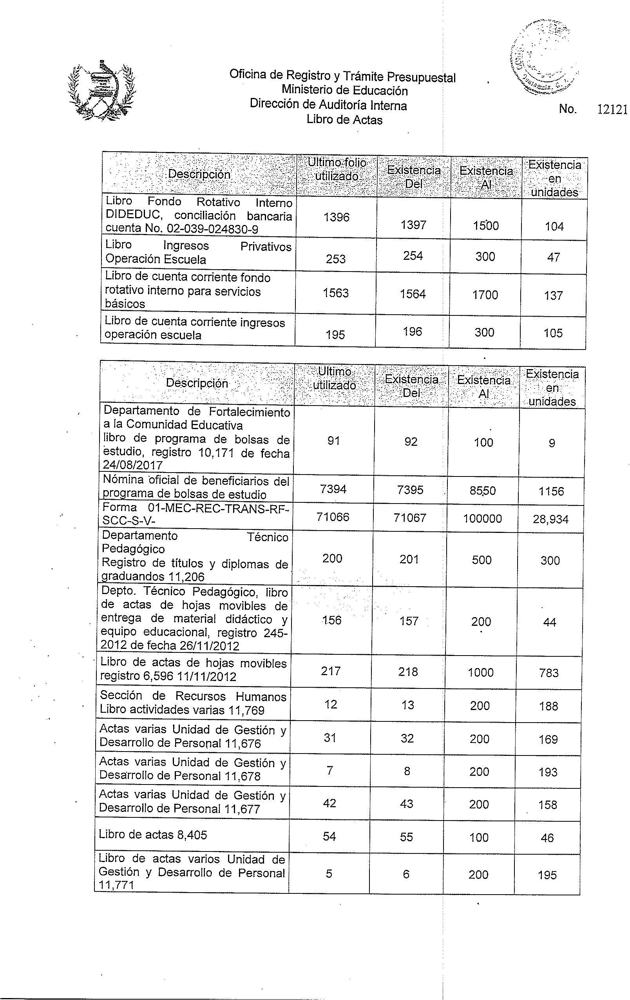 Oficina de Registro y Trámite Presupuestal
Ministerio de Educación
Dirección de Auditoría Interna
Libro de Actas
No. 12121
Descripción
Ultimo folio
utilizado
Existencia
Del
Existencia
Al
Existencia
en
unidades
Libro Fondo Rotativo Interno
DIDEDUC, conciliación bancaria
cuenta No. 02-039-024830-9
1396
1397
1500
104
Libro Ingresos Privativos
Operación Escuela
253
254
300
47
Libro de cuenta corriente fondo
rotativo interno para servicios
básicos
1563
1564
1700
137
Libro de cuenta corriente ingresos
operación escuela
195
196
300
105
Descripción
Ultimo
utilizado
Existencia
Del
Existencia
Al
Existencia
en
unidades
Departamento de Fortalecimiento
a la Comunidad Educativa
libro de programa de bolsas de
estudio, registro 10,171 de fecha
24/08/2017
91
92
100
9
Nómina oficial de beneficiarios del
programa de bolsas de estudio
7394
7395
8550
1156
Forma 01-MEC-REC-TRANS-RF-
SCC-S-V-
71066
71067
100000
28,934
Departamento Técnico
Pedagógico
Registro de títulos y diplomas de
graduandos 11,206
200
201
500
300
Depto. Técnico Pedagógico, libro
de actas de hojas movibles de
entrega de material didáctico y
equipo educacional, registro 245-
2012 de fecha 26/11/2012
156
157
200
44
Libro de actas de hojas movibles
registro 6,596 11/11/2012
217
218
1000
783
Sección de Recursos Humanos
Libro actividades varias 11,769
12
13
200
188
Actas varias Unidad de Gestión y
Desarrollo de Personal 11,676
31
32
200
169
Actas varias Unidad de Gestión y
Desarrollo de Personal 11,678
7
8
200
193
Actas varias Unidad de Gestión y
Desarrollo de Personal 11,677
42
43
200
158
Libro de actas 8,405
54
55
100
46
Libro de actas varios Unidad de
Gestión y Desarrollo de Personal
11,771
5
6
200
195